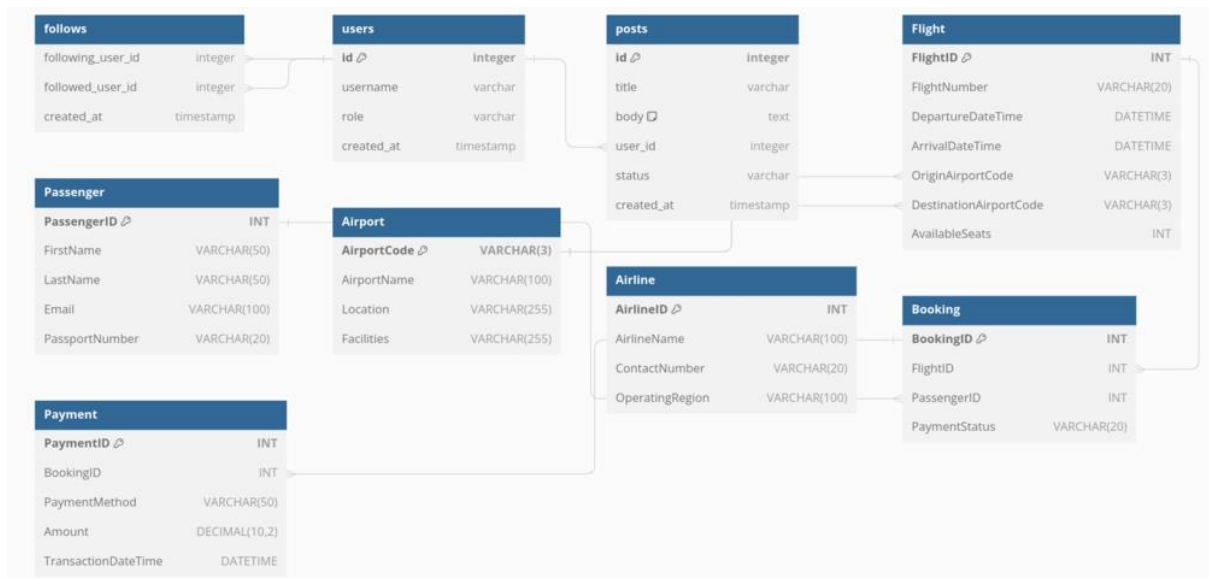 follows
following_user_id integer
followed_user_id integer
created_at timestamp
users
id integer
username varchar
role varchar
created_at timestamp
posts
id integer
title varchar
body text
user_id integer
status varchar
created_at timestamp
Flight
FlightID INT
FlightNumber VARCHAR(20)
DepartureDateTime DATETIME
ArrivalDateTime DATETIME
OriginAirportCode VARCHAR(3)
DestinationAirportCode VARCHAR(3)
AvailableSeats INT
Passenger
PassengerID INT
FirstName VARCHAR(50)
LastName VARCHAR(50)
Email VARCHAR(100)
PassportNumber VARCHAR(20)
Airport
AirportCode VARCHAR(3)
AirportName VARCHAR(100)
Location VARCHAR(255)
Facilities VARCHAR(255)
Airline
AirlineID INT
AirlineName VARCHAR(100)
ContactNumber VARCHAR(20)
OperatingRegion VARCHAR(100)
Booking
BookingID INT
FlightID INT
PassengerID INT
PaymentStatus VARCHAR(20)
Payment
PaymentID INT
BookingID INT
PaymentMethod VARCHAR(50)
Amount DECIMAL(10,2)
TransactionDateTime DATETIME